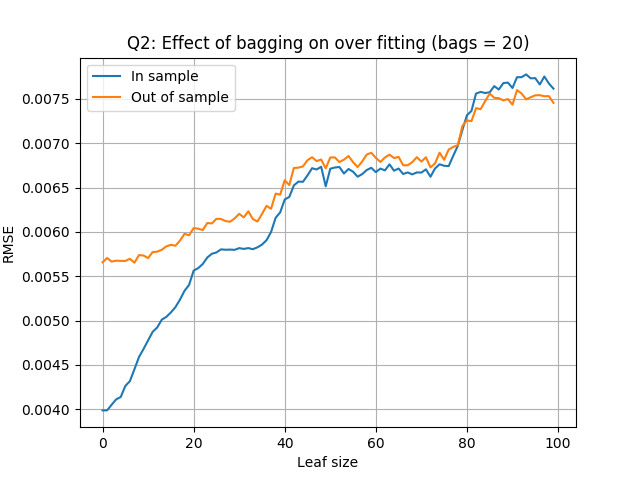 Q2: Effect of bagging on over fitting (bags = 20)
In sample
Out of sample
0.0075
0.0070
0.0065
0.0060
0.0055
0.0050
0.0045
0.0040
RMSE
0 20 40 60 80 100
Leaf size